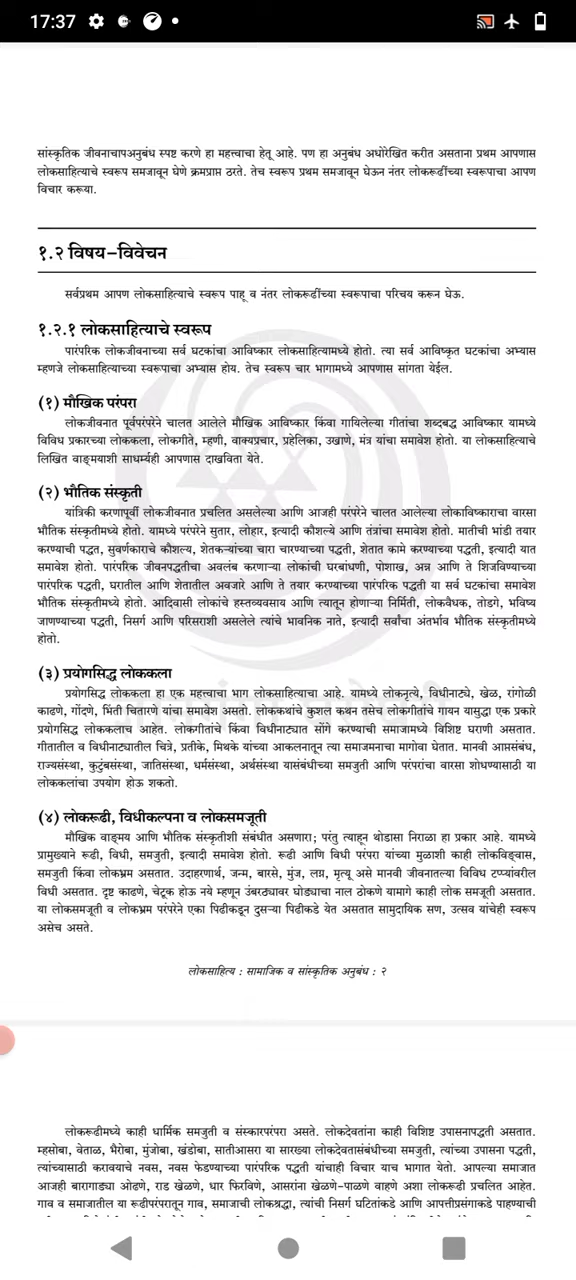 17:37
सांस्कृतिक जीवनाचापअनुबंध स्पष्ट करणे हा महत्त्वाचा हेतू आहे. पण हा अनुबंध अधोरेखित करीत असताना प्रथम आपणास
लोकसाहित्याचे स्वरूप समजावून घेणे क्रमप्राप्त ठरते. तेच स्वरूप प्रथम समजावून घेऊन नंतर लोकरूढींच्या स्वरूपाचा आपण
विचार करूया.
१.२ विषय-विवेचन
सर्वप्रथम आपण लोकसाहित्याचे स्वरूप पाहू व नंतर लोकरूढींच्या स्वरूपाचा परिचय करून घेऊ.
१.२.१ लोकसाहित्याचे स्वरूप
पारंपरिक लोकजीवनाच्या सर्व घटकांचा आविष्कार लोकसाहित्यामध्ये होतो. त्या सर्व आविष्कृत घटकांचा अभ्यास
म्हणजे लोकसाहित्याच्या स्वरूपाचा अभ्यास होय. तेच स्वरूप चार भागामध्ये आपणास सांगता येईल.
(१) मौखिक परंपरा
लोकजीवनात पूर्वपरंपरेने चालत आलेले मौखिक आविष्कार किंवा गायिलेल्या गीतांचा शब्दबद्ध आविष्कार यामध्ये
विविध प्रकारच्या लोककला, लोकगीते, म्हणी, वाक्यप्रचार, प्रहेलिका, उखाणे, मंत्र यांचा समावेश होतो. या लोकसाहित्याचे
लिखित वाङ्मयाशी साधर्म्यही आपणास दाखविता येते.
(२) भौतिक संस्कृती
यांत्रिकी करणापूर्वी लोकजीवनात प्रचलित असलेल्या आणि आजही परंपरेने चालत आलेल्या लोकाविष्काराचा वारसा
भौतिक संस्कृतीमध्ये होतो. यामध्ये परंपरेने सुतार, लोहार, इत्यादी कौशल्ये आणि तंत्रांचा समावेश होतो. मातीची भांडी तयार
करण्याची पद्धत, सुवर्णकाराचे कौशल्य, शेतकऱ्यांच्या चारा चारण्याच्या पद्धती, शेतात कामे करण्याच्या पद्धती, इत्यादी यात
समावेश होतो. पारंपरिक जीवनपद्धतीचा अवलंब करणाऱ्या लोकांची घरबांधणी, पोशाख, अन्न आणि ते शिजविण्याच्या
पारंपरिक पद्धती, घरातील आणि शेतातील अवजारे आणि ते तयार करण्याच्या पारंपरिक पद्धती या सर्व घटकांचा समावेश
भौतिक संस्कृतीमध्ये होतो. आदिवासी लोकांचे हस्तव्यवसाय आणि त्यातून होणाऱ्या निर्मिती, लोकवैधक, तोडगे, भविष्य
जाणण्याच्या पद्धती, निसर्ग आणि परिसराशी असलेले त्यांचे भावनिक नाते, इत्यादी सर्वांचा अंतर्भाव भौतिक संस्कृतीमध्ये
होतो.
(३) प्रयोगसिद्ध लोककला
प्रयोगसिद्ध लोककला हा एक महत्त्वाचा भाग लोकसाहित्याचा आहे. यामध्ये लोकनृत्ये, विधीनाट्ये, खेळ, रांगोळी
काढणे, गोंदणे, भिंती चितारणे यांचा समावेश असतो. लोककथांचे कुशल कथन तसेच लोकगीतांचे गायन यासुद्धा एक प्रकारे
प्रयोगसिद्ध लोककलाच आहेत. लोकगीतांचे किंवा विधीनाट्यात सोंगे करण्याची समाजामध्ये विशिष्ट घराणी असतात.
गीतातील व विधीनाट्यातील चित्रे, प्रतीके, मिथके यांच्या आकलनातून त्या समाजमनाचा मागोवा घेतात. मानवी आप्तसंबंध,
राज्यसंस्था, कुटुंबसंस्था, जातिसंस्था, धर्मसंस्था, अर्थसंस्था यासंबंधीच्या समजुती आणि परंपरांचा वारसा शोधण्यासाठी या
लोककलांचा उपयोग होऊ शकतो.
(४) लोकरूढी, विधीकल्पना व लोकसमजूती
मौखिक वाङ्मय आणि भौतिक संस्कृतीशी संबंधीत असणारा; परंतु त्याहून थोडासा निराळा हा प्रकार आहे. यामध्ये
प्रामुख्याने रूढी, विधी, समजुती, इत्यादी समावेश होतो. रूढी आणि विधी परंपरा यांच्या मुळाशी काही लोकविइवास,
समजुती किंवा लोकभ्रम असतात. उदाहरणार्थ, जन्म, बारसे, मुंज, लग्न, मृत्यू असे मानवी जीवनातल्या विविध टप्प्यांवरील
विधी असतात. दृष्ट काढणे, चेटूक होऊ नये म्हणून उंबरठ्यावर घोड्याचा नाल ठोकणे यामागे काही लोक समजूती असतात.
या लोकसमजूती व लोकभ्रम परंपरेने एका पिढीकडून दुसऱ्या पिढीकडे येत असतात सामुदायिक सण, उत्सव यांचेही स्वरूप
असेच असते.
लोकसाहित्य : सामाजिक व सांस्कृतिक अनुबंध : २
लोकरूढीमध्ये काही धार्मिक समजुती व संस्कारपरंपरा असते. लोकदेवतांना काही विशिष्ट उपासनापद्धती असतात.
म्हसोबा, वेताळ, भैरोबा, मुंजोबा, खंडोबा, सातीआसरा या सारख्या लोकदेवतासंबंधीच्या समजुती, त्यांच्या उपासना पद्धती,
त्यांच्यासाठी करावयाचे नवस, नवस फेडण्याच्या पारंपरिक पद्धती यांचाही विचार याच भागात येतो. आपल्या समाजात
आजही बारागाड्या ओढणे, राड खेळणे, धार फिरविणे, आसरांना खेळणे-पाळणे वाहणे अशा लोकरूढी प्रचलित आहेत.
गाव व समाजातील या रूढीपरंपरातून गाव, समाजाची लोकश्रद्धा, त्यांची निसर्ग घटितांकडे आणि आपत्तीप्रसंगाकडे पाहण्याची